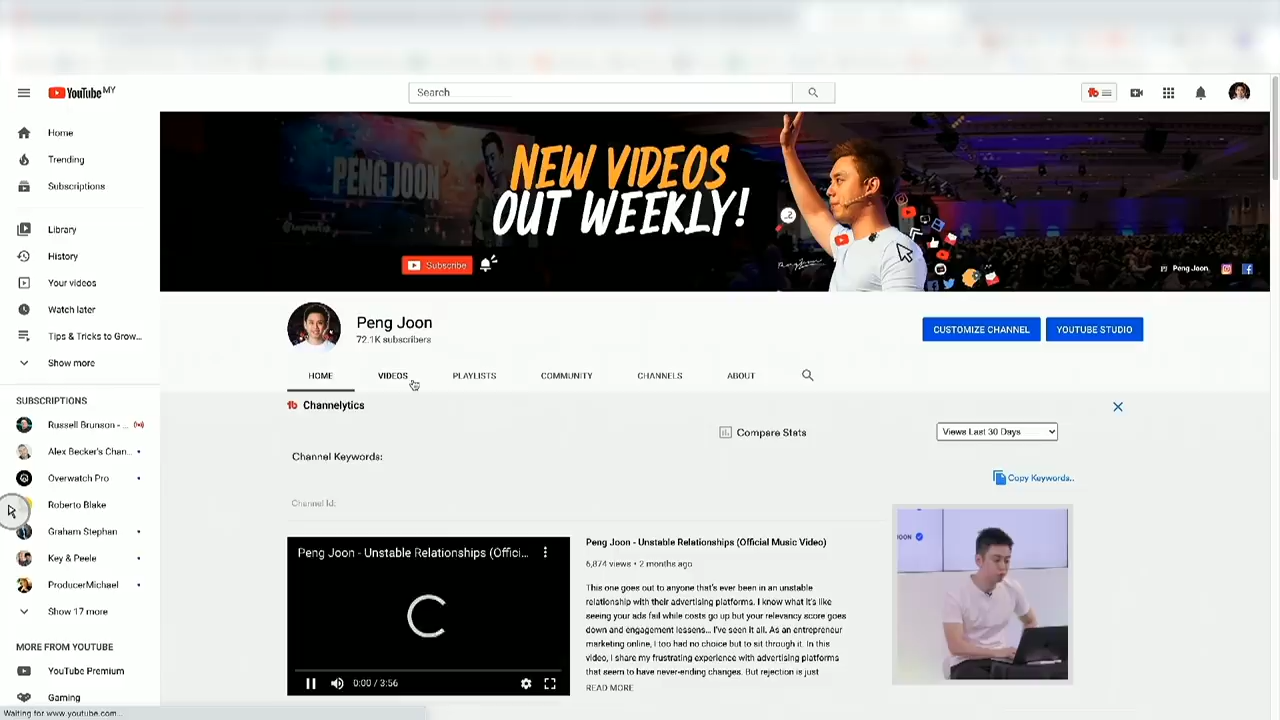 YouTube MY
Search
Home
Trending
Subscriptions
Library
History
Your videos
Watch later
Tips & Tricks to Grow...
Show more
SUBSCRIPTIONS
Russell Brunson - ...
Alex Becker's Chan...
Overwatch Pro
Roberto Blake
Graham Stephan
Key & Peele
ProducerMichael
Show 17 more
MORE FROM YOUTUBE
YouTube Premium
Gaming
Waiting for www.youtube.com...
PENG JOON
NEW VIDEOS
OUT WEEKLY!
Subscribe
Peng Joon
Peng Joon
72.1K subscribers
CUSTOMIZE CHANNEL
YOUTUBE STUDIO
HOME
VIDEOS
PLAYLISTS
COMMUNITY
CHANNELS
ABOUT
Channelytics
Compare Stats
Views Last 30 Days
Channel Keywords:
Copy Keywords..
Channel Id:
Peng Joon - Unstable Relationships (Offici...
0:00 / 3:56
Peng Joon - Unstable Relationships (Official Music Video)
6,874 views • 2 months ago
This one goes out to anyone that's ever been in an unstable
relationship with their advertising platforms. I know what it's like
seeing your ads fail while costs go up but your relevancy score goes
down and engagement lessens... I've seen it all. As an entrepreneur
marketing online, I too had no choice but to sit through it. In this
video, I share my frustrating experience with advertising platforms
that seem to have never-ending changes. But rejection is just
READ MORE
JOON